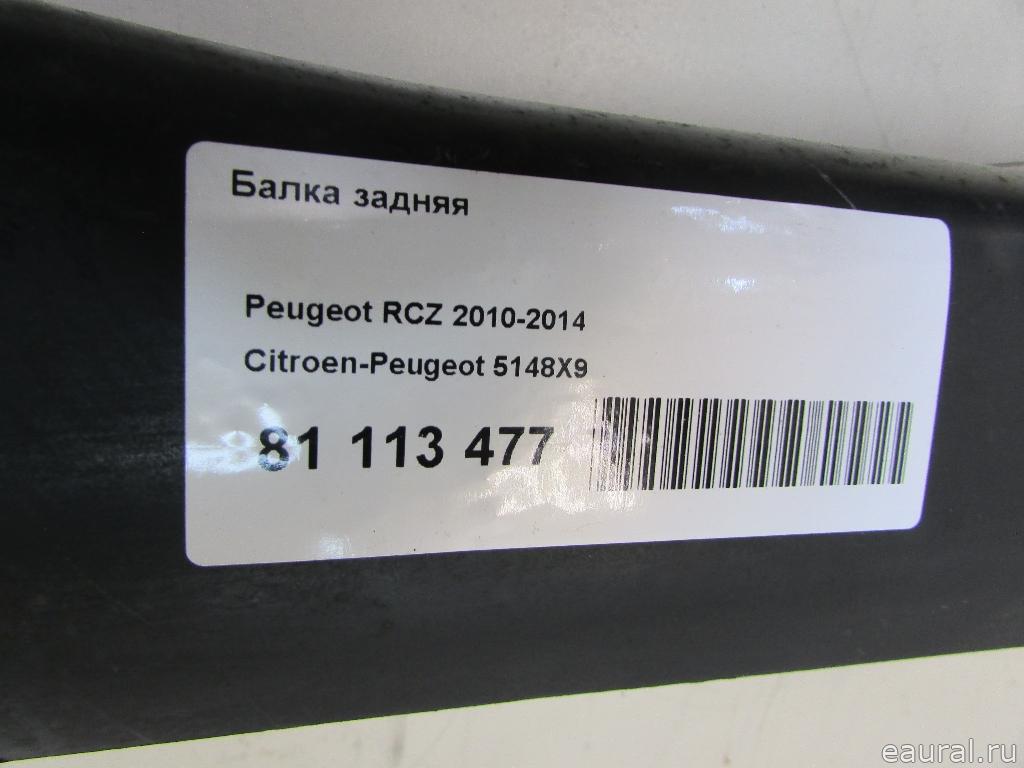 Балка задняя
Peugeot RCZ 2010-2014
Citroen-Peugeot 5148X9
81 113 477
eaural.ru